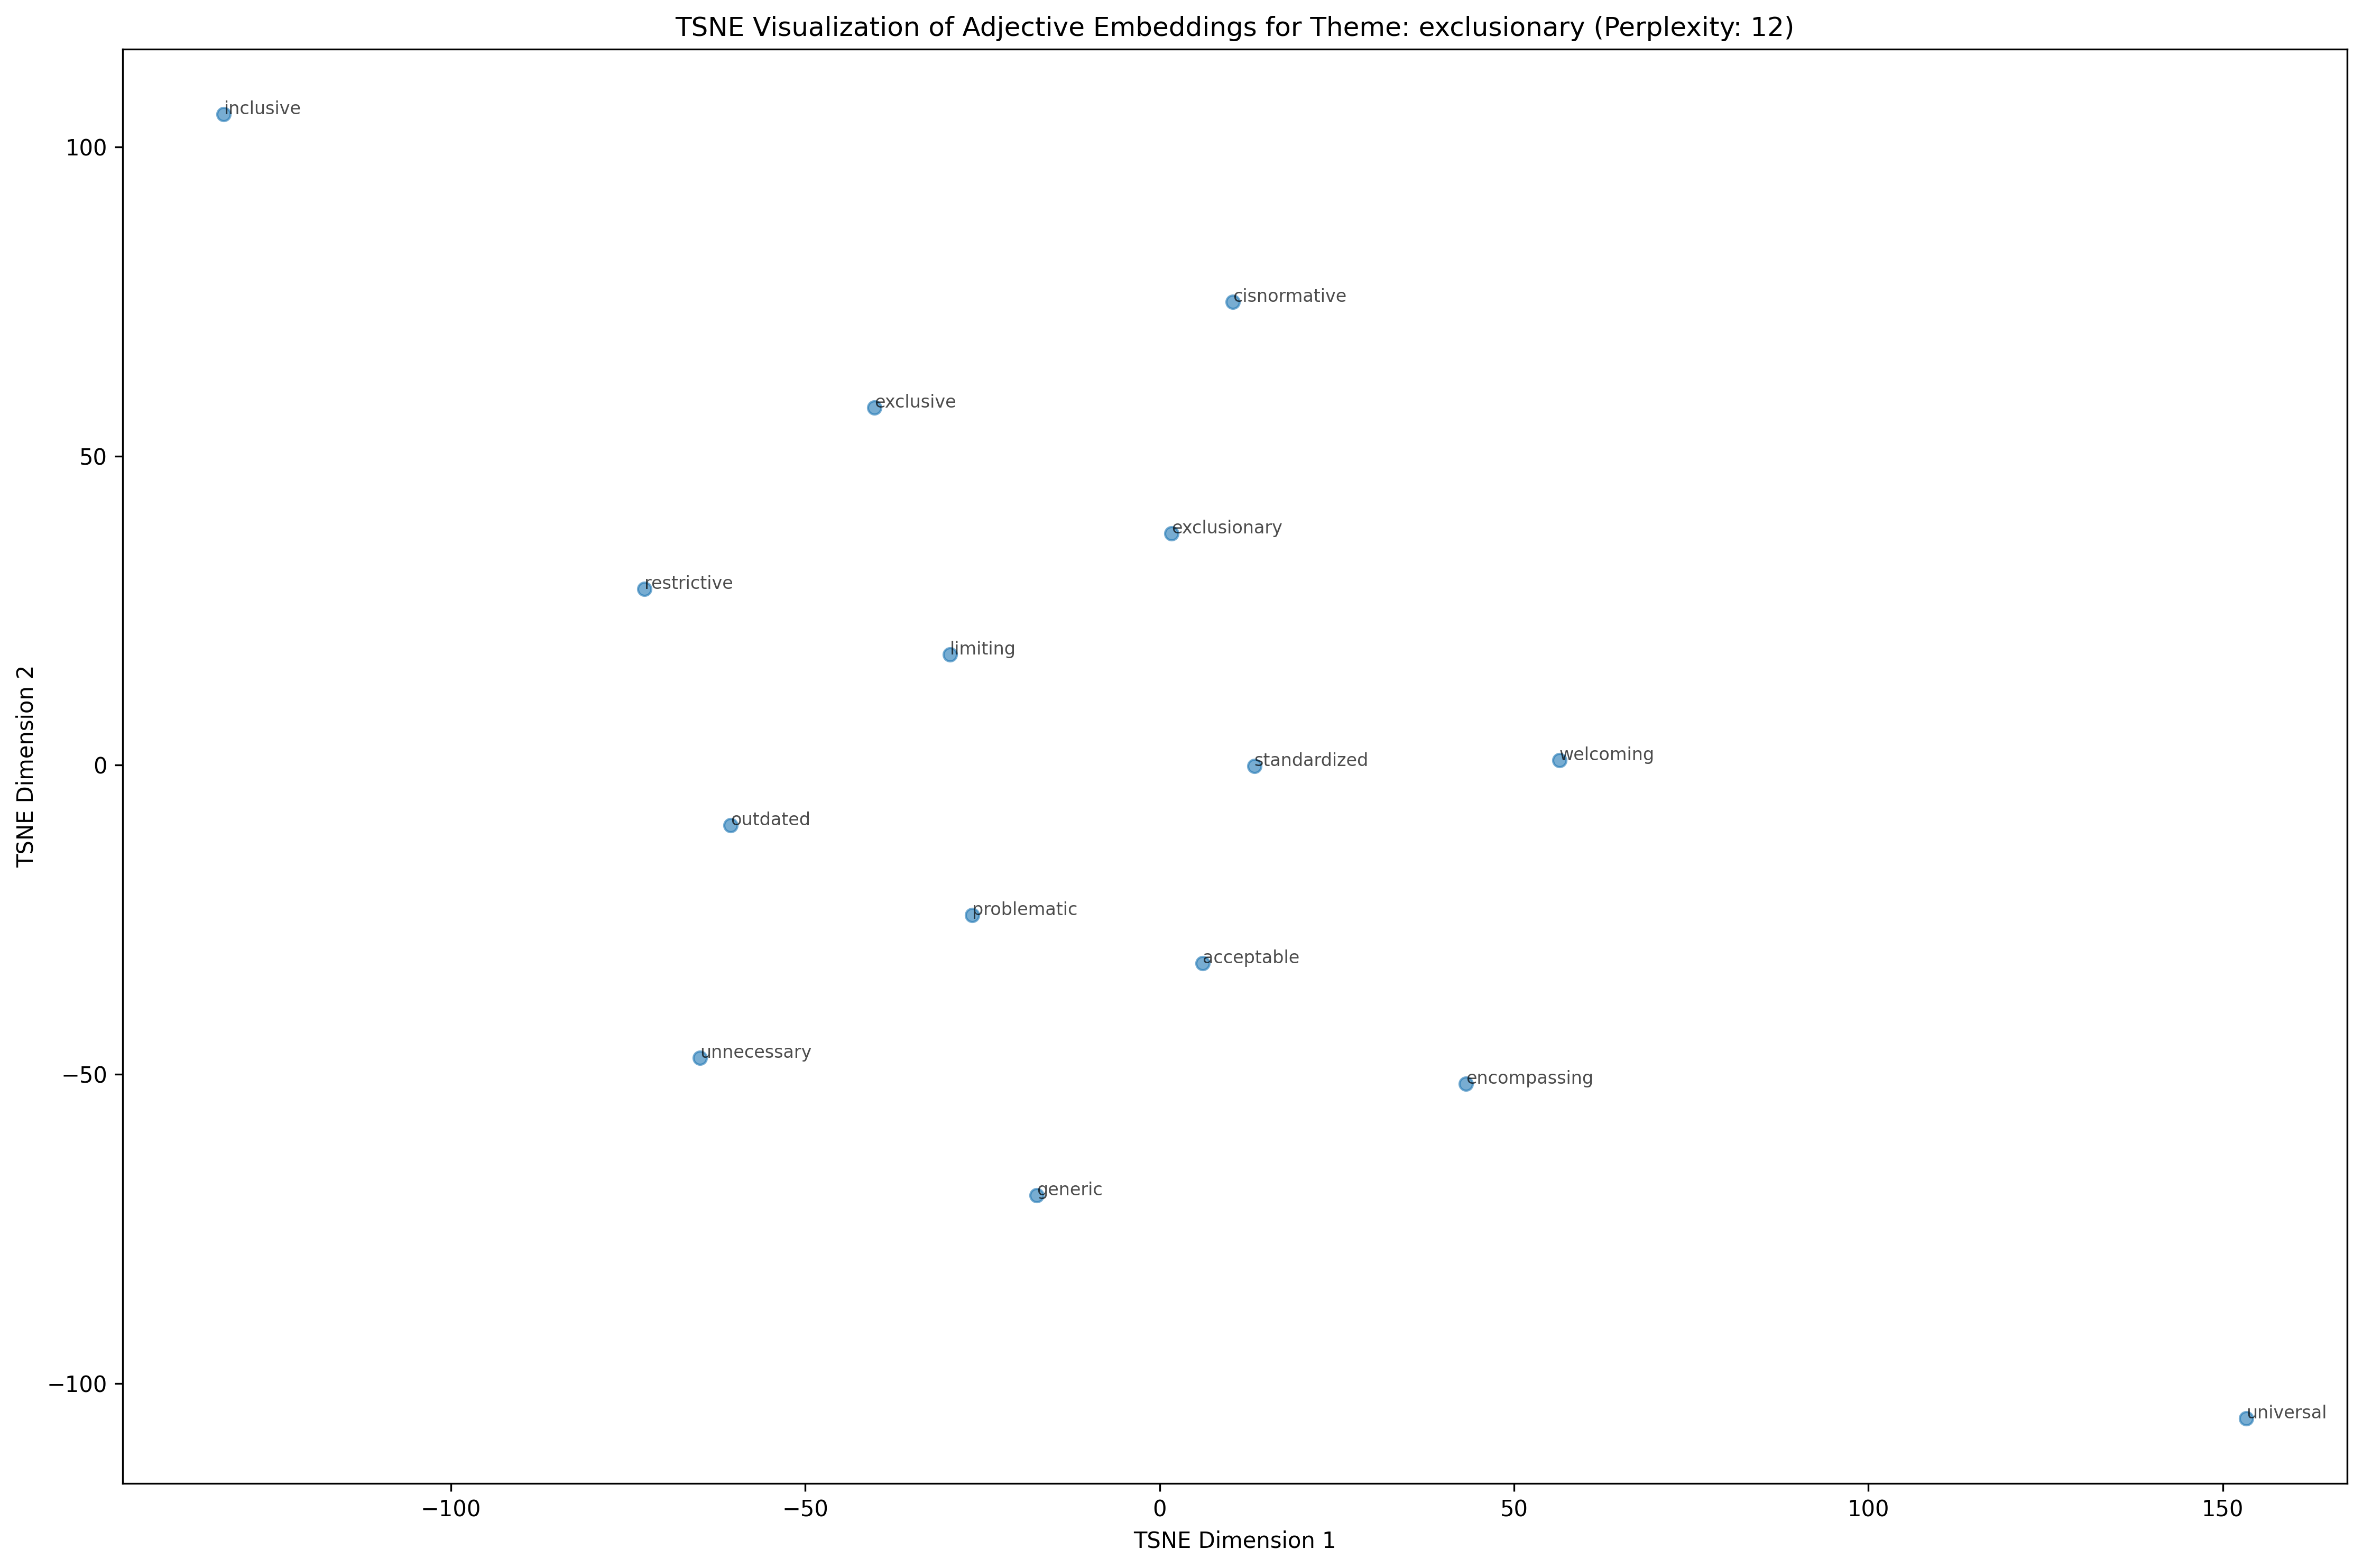 TSNE Visualization of Adjective Embeddings for Theme: exclusionary (Perplexity: 12)
inclusive
100
cisnormative
exclusive
50
exclusionary
restrictive
limiting
TSNE Dimension 2
0
standardized
welcoming
outdated
problematic
acceptable
unnecessary
−50
encompassing
generic
−100
universal
−100
−50
0
50
100
150
TSNE Dimension 1